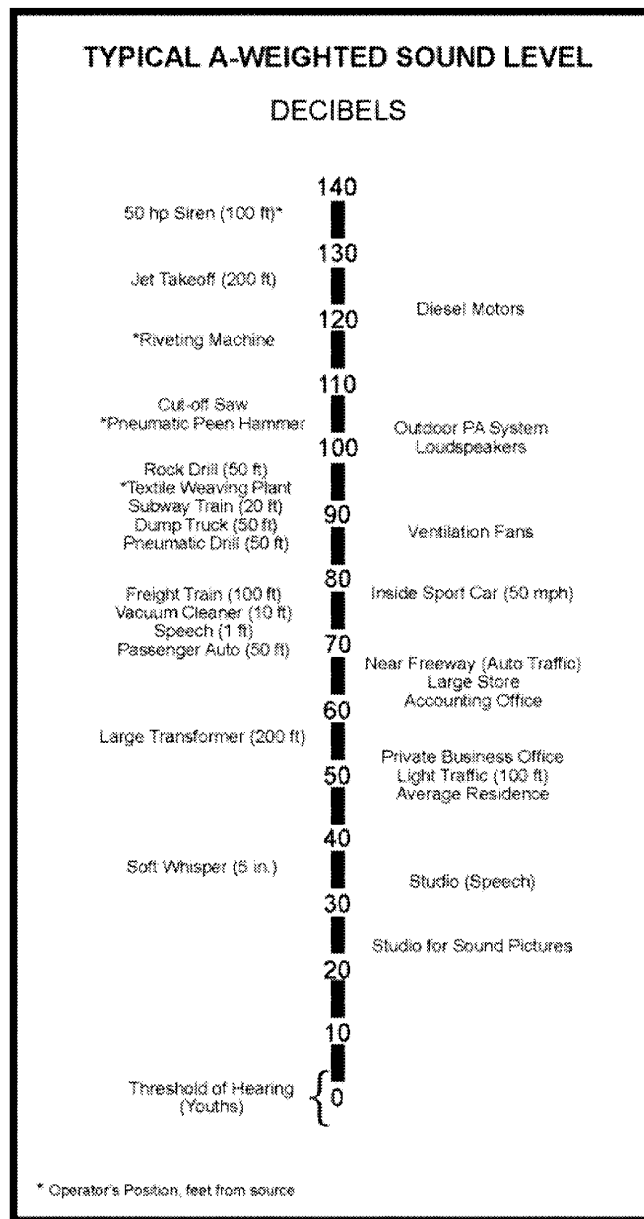 TYPICAL A-WEIGHTED SOUND LEVEL
DECIBELS
140
50 hp Siren (100 ft)*
130
Jet Takeoff (200 ft)
Diesel Motors
120
*Riveting Machine
110
Cut-off Saw
*Pneumatic Peen Hammer
Outdoor PA System
Loudspeakers
100
Rock Drill (50 ft)
*Textile Weaving Plant
Subway Train (20 ft)
Dump Truck (50 ft)
Pneumatic Drill (50 ft)
90
Ventilation Fans
80
Freight Train (100 ft)
Vacuum Cleaner (10 ft)
Speech (1 ft)
Passenger Auto (50 ft)
Inside Sport Car (50 mph)
70
Near Freeway (Auto Traffic)
Large Store
Accounting Office
60
Large Transformer (200 ft)
Private Business Office
Light Traffic (100 ft)
Average Residence
50
40
Soft Whisper (5 in.)
Studio (Speech)
30
Studio for Sound Pictures
20
10
Threshold of Hearing
(Youths)
0
* Operator's Position, feet from source